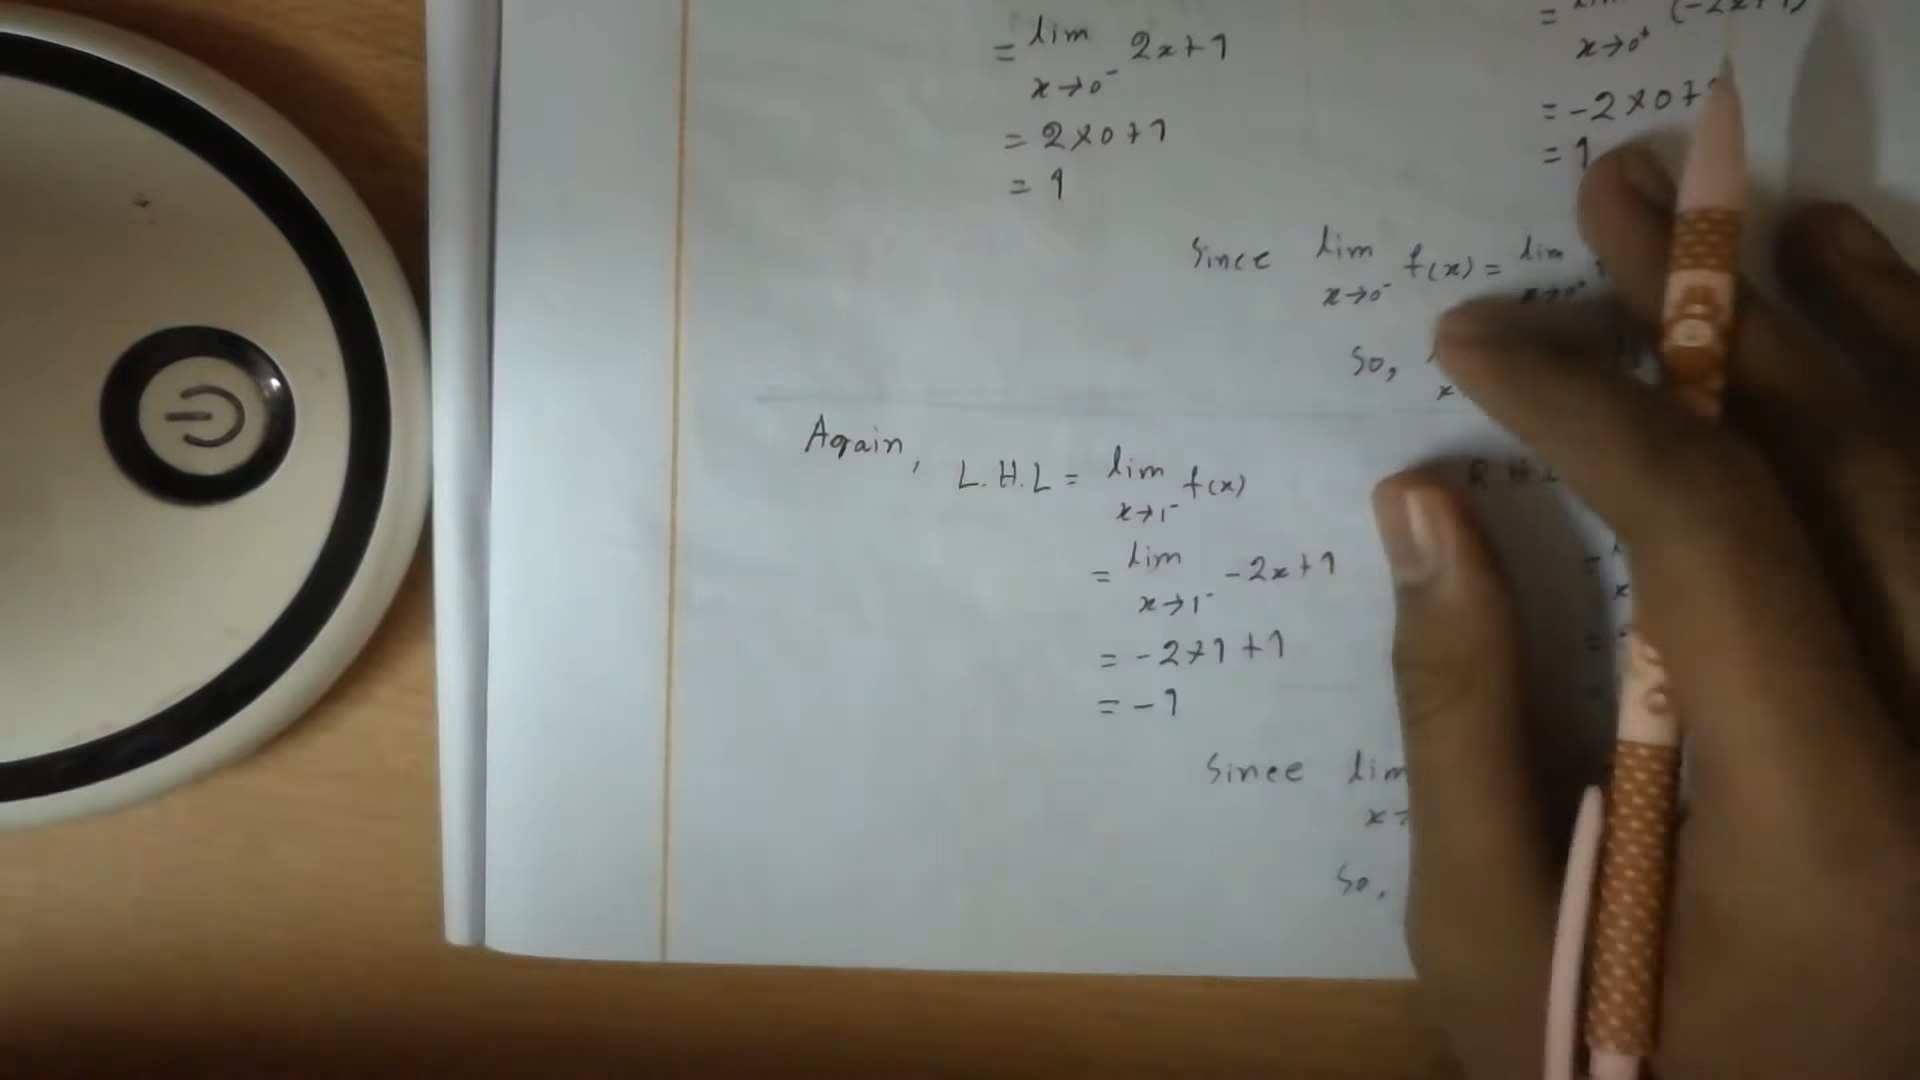 = lim 2x+1
x→0⁻
= 2×0+1
= 1
= (-2x+1)
x→0⁺
= -2×0+
= 1
Since lim f(x) = lim
x→0⁻ x→0⁺
So,
x
Again, L.H.L = lim f(x)
x→1⁻
= lim -2x+1
x→1⁻
= -2×1+1
= -1
R.H.L
=
x
=
=
Since lim
x→
So,